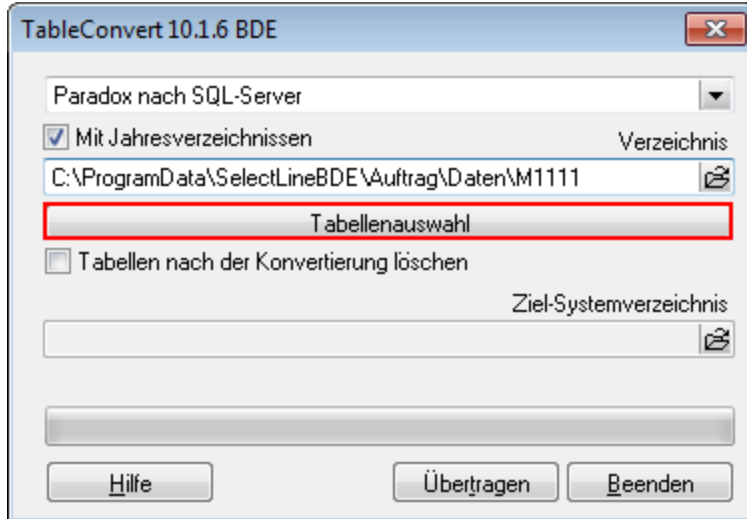 TableConvert 10.1.6 BDE
Paradox nach SQL-Server
Mit Jahresverzeichnissen
Verzeichnis
C:\ProgramData\SelectLineBDE\Auftrag\Daten\M1111
Tabellenauswahl
Tabellen nach der Konvertierung löschen
Ziel-Systemverzeichnis
Hilfe Übertragen Beenden